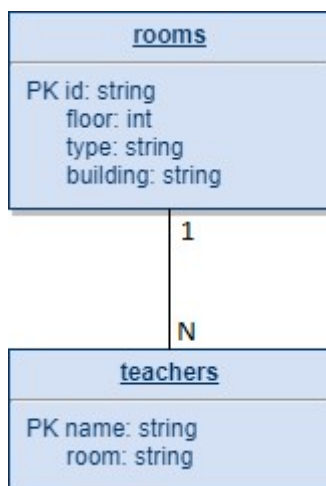 rooms
PK id: string
floor: int
type: string
building: string
1
N
teachers
PK name: string
room: string